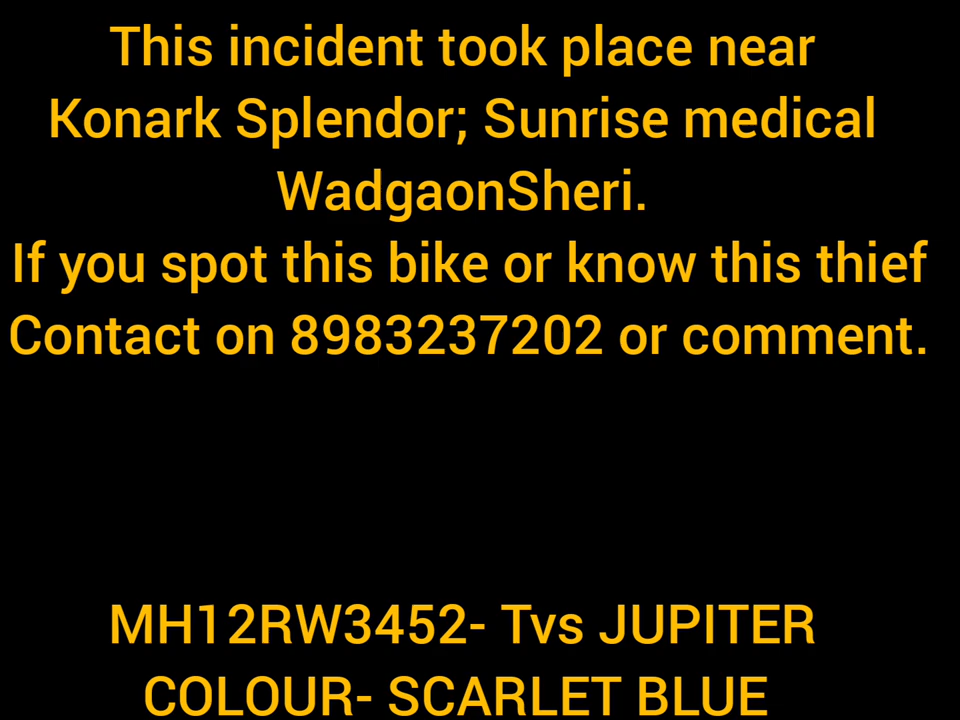 This incident took place near
Konark Splendor; Sunrise medical
WadgaonSheri.
If you spot this bike or know this thief
Contact on 8983237202 or comment.
MH12RW3452- Tvs JUPITER
COLOUR- SCARLET BLUE